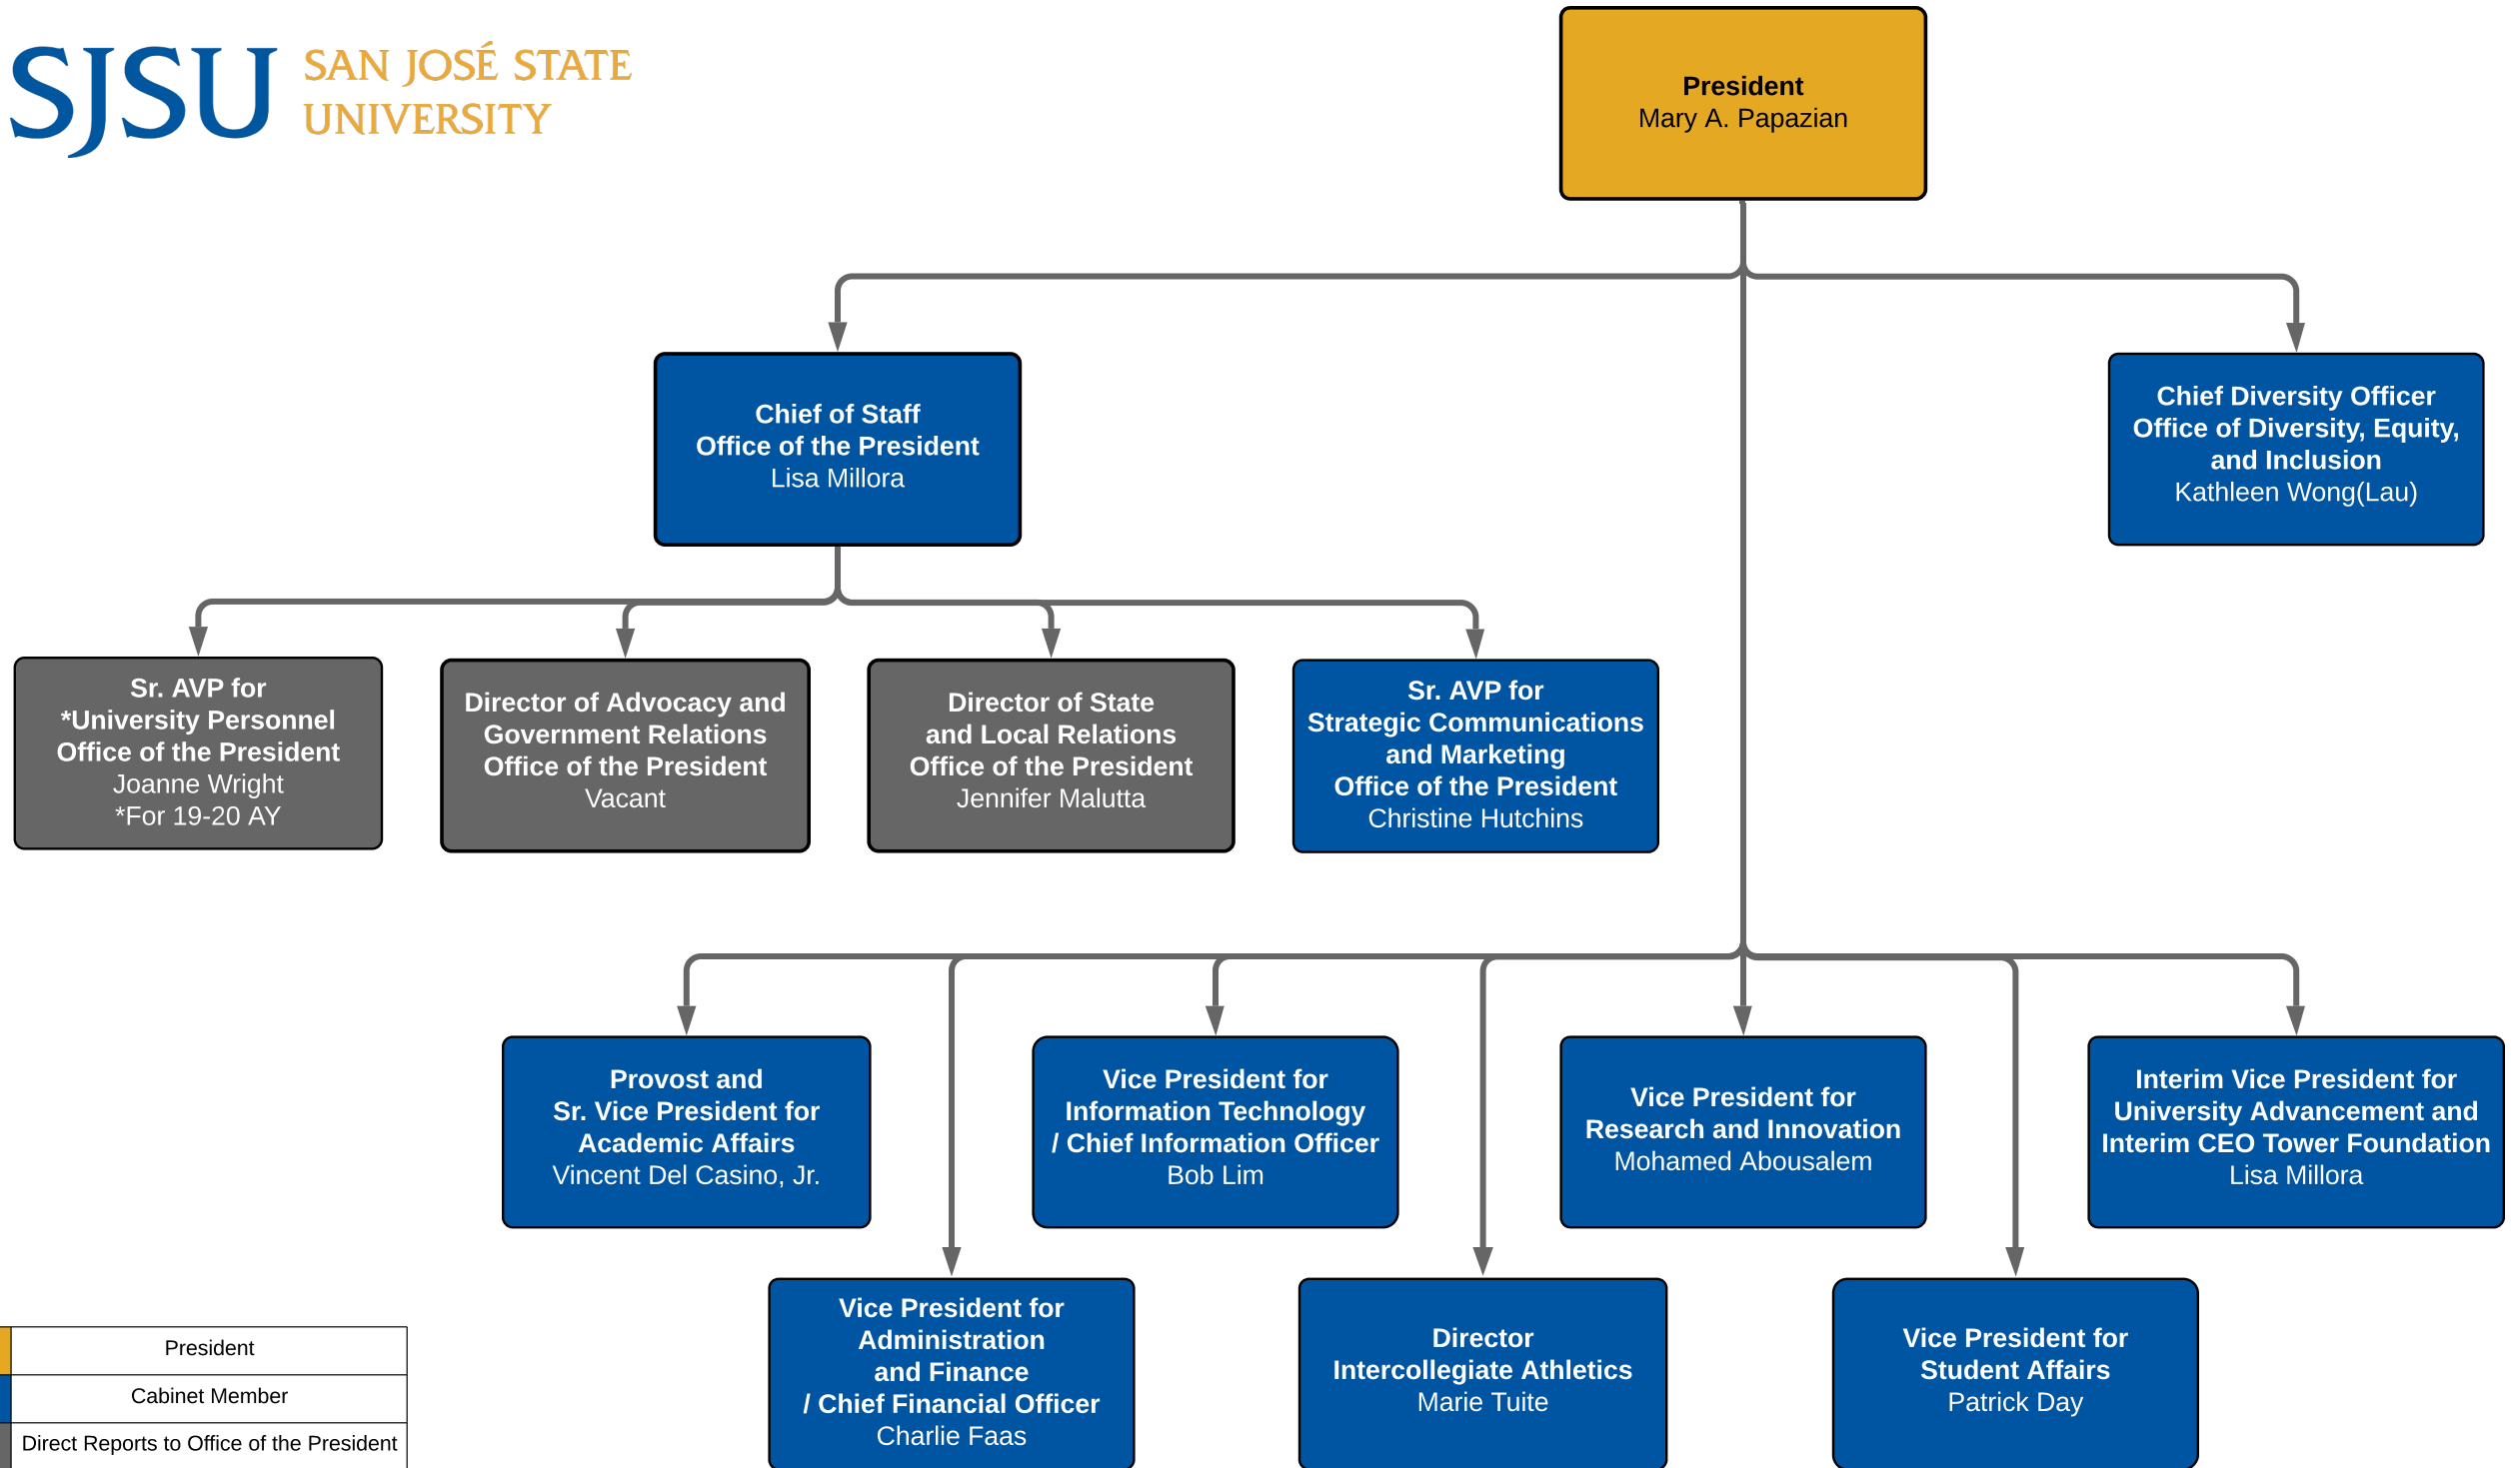 SJSU
SAN JOSÉ STATE
UNIVERSITY
President
Mary A. Papazian
Chief of Staff
Office of the President
Lisa Millora
Chief Diversity Officer
Office of Diversity, Equity,
and Inclusion
Kathleen Wong(Lau)
Sr. AVP for
*University Personnel
Office of the President
Joanne Wright
*For 19-20 AY
Director of Advocacy and
Government Relations
Office of the President
Vacant
Director of State
and Local Relations
Office of the President
Jennifer Malutta
Sr. AVP for
Strategic Communications
and Marketing
Office of the President
Christine Hutchins
Provost and
Sr. Vice President for
Academic Affairs
Vincent Del Casino, Jr.
Vice President for
Information Technology
/ Chief Information Officer
Bob Lim
Vice President for
Research and Innovation
Mohamed Abousalem
Interim Vice President for
University Advancement and
Interim CEO Tower Foundation
Lisa Millora
Vice President for
Administration
and Finance
/ Chief Financial Officer
Charlie Faas
Director
Intercollegiate Athletics
Marie Tuite
Vice President for
Student Affairs
Patrick Day
President
Cabinet Member
Direct Reports to Office of the President